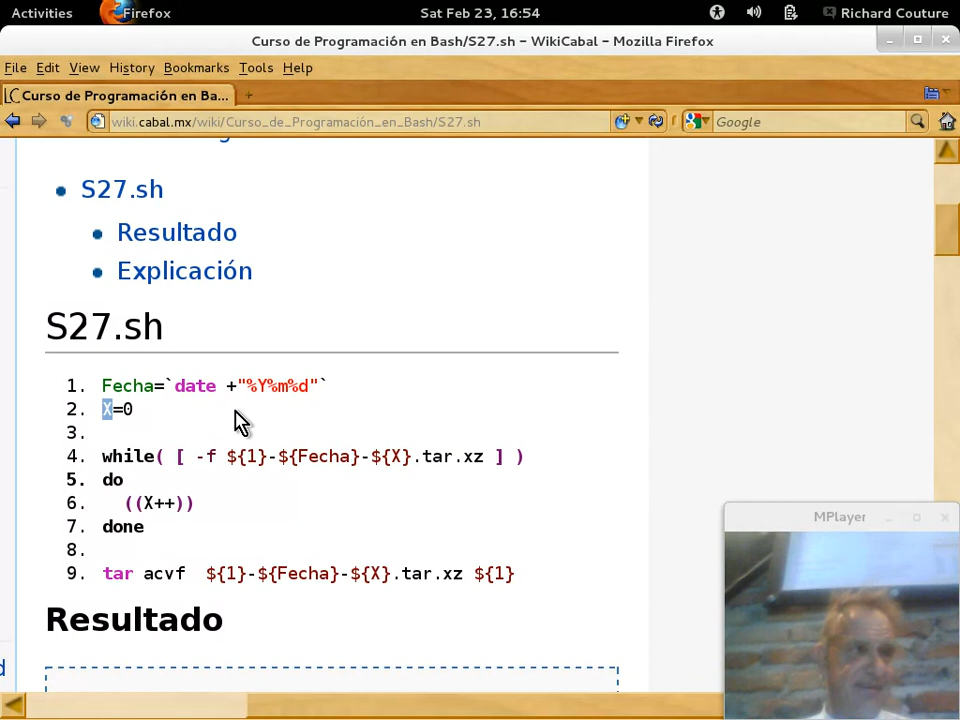 Activities Firefox Sat Feb 23, 16:54 Richard Couture
Curso de Programación en Bash/S27.sh – WikiCabal – Mozilla Firefox
File Edit View History Bookmarks Tools Help
Curso de Programación en Ba...
wiki.cabal.mx/wiki/Curso_de_Programación_en_Bash/S27.sh Google
S27.sh
Resultado
Explicación
S27.sh
1. Fecha=`date +"%Y%m%d"`
2. X=0
3.
4. while( [ -f ${1}-${Fecha}-${X}.tar.xz ] )
5. do
6. ((X++))
7. done
8.
9. tar acvf ${1}-${Fecha}-${X}.tar.xz ${1}
MPlayer
Resultado
d